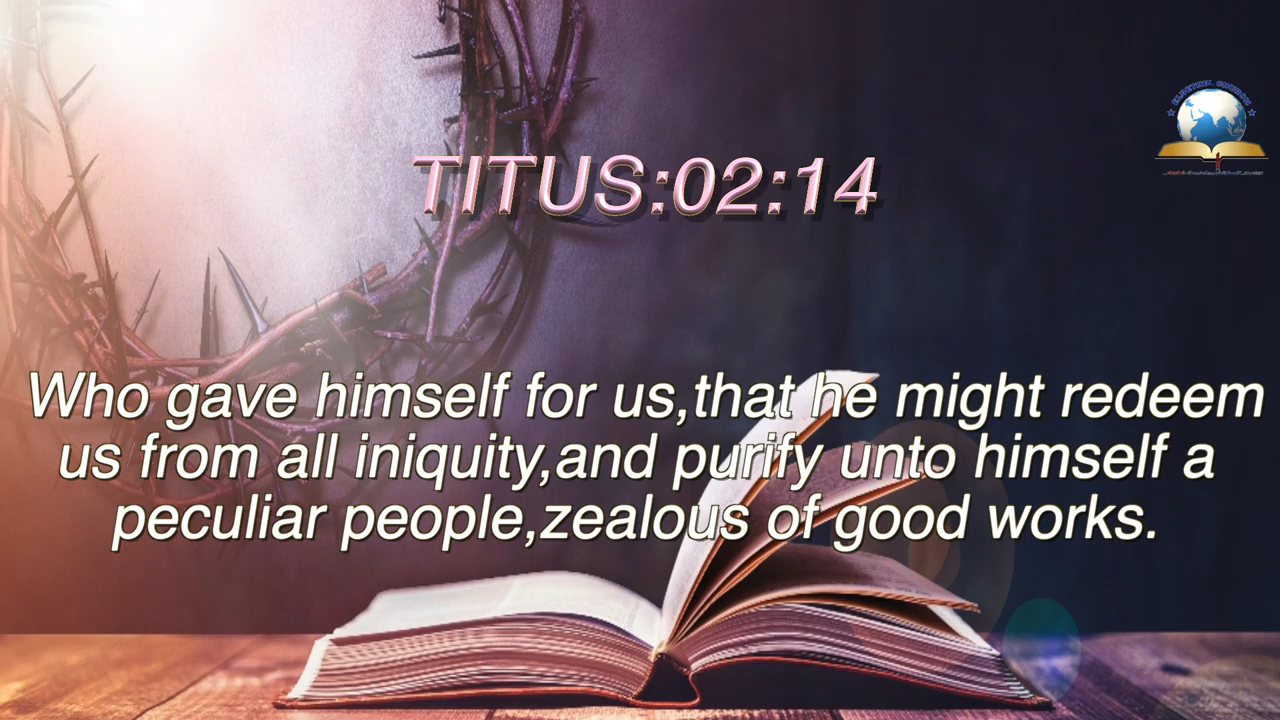 TITUS:02:14
Who gave himself for us,that he might redeem
us from all iniquity,and purify unto himself a
peculiar people,zealous of good works.